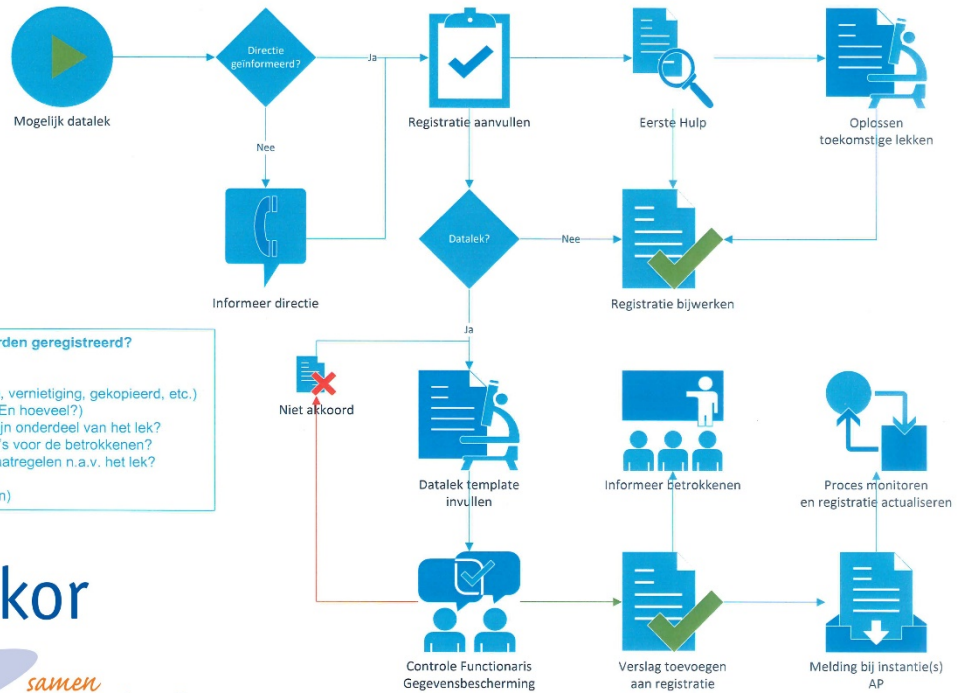 Directie
geïnformeerd?
Ja
Mogelijk datalek
Registratie aanvullen
Eerste Hulp
Oplossen
toekomstige lekken
Nee
Informeer directie
Datalek?
Nee
Registratie bijwerken
Ja
geregistreerd?
, vernietiging, gekopieerd, etc.)
En hoeveel?)
onderdeel van het lek?
voor de betrokkenen?
n.a.v. het lek?
Niet akkoord
Datalek template
invullen
Informeer betrokkenen
Proces monitoren
en registratie actualiseren
Controle Functionaris
Gegevensbescherming
Verslag toevoegen
aan registratie
Melding bij instantie(s)
AP
kor
samen